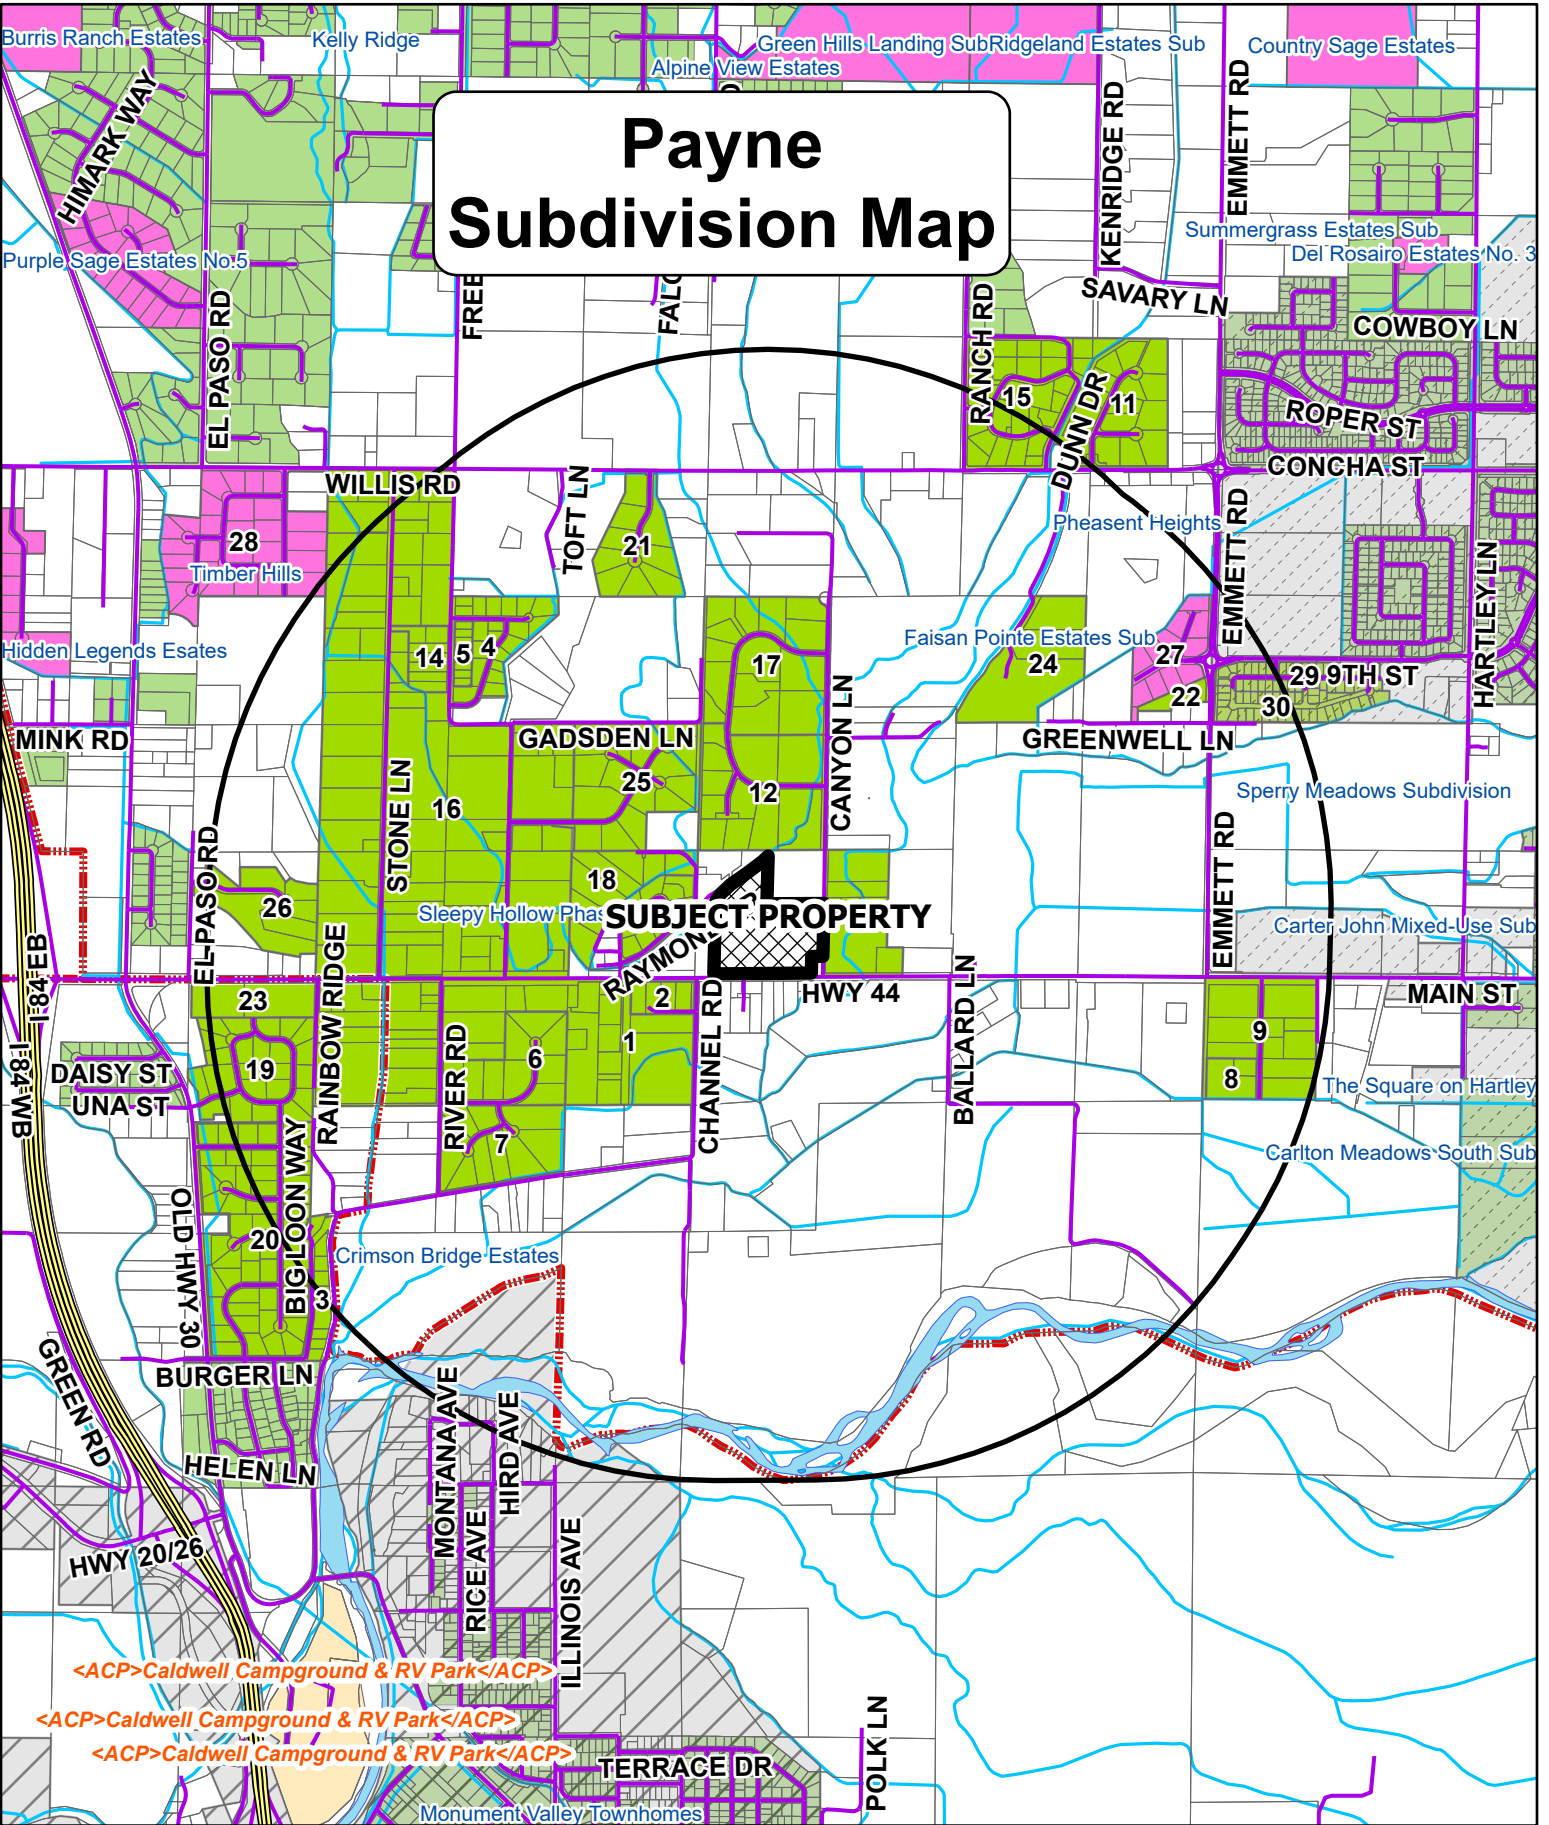 Payne
Subdivision Map
Burris Ranch Estates
Kelly Ridge
Green Hills Landing Sub
Ridgeland Estates Sub
Country Sage Estates
Alpine View Estates
HIMARK WAY
KENRIDGE RD
EMMETT RD
Purple Sage Estates No.5
Summergrass Estates Sub
Del Rosairo Estates No. 3
EL PASO RD
RANCH RD
SAVARY LN
COWBOY LN
15
11
DUNN DR
ROPER ST
CONCHA ST
WILLIS RD
TOFT LN
28
Timber Hills
21
Pheasent Heights
EMMETT RD
HARTLEY LN
Hidden Legends Esates
14
5
4
17
Faisan Pointe Estates Sub
24
27
22
29
9TH ST
30
MINK RD
GADSDEN LN
CANYON LN
GREENWELL LN
STONE LN
16
25
12
Sperry Meadows Subdivision
EL PASO RD
EMMETT RD
18
26
Sleepy Hollow Phas
SUBJECT PROPERTY
Carter John Mixed-Use Sub
I 84 EB
RAINBOW RIDGE
BALLARD LN
23
2
HWY 44
MAIN ST
I 84 WB
DAISY ST
UNA ST
19
RIVER RD
6
1
CHANNEL RD
9
8
The Square on Hartley
7
Carlton Meadows South Sub
OLD HWY 30
BIG LOON WAY
20
3
Crimson Bridge Estates
GREEN RD
BURGER LN
HELEN LN
MONTANA AVE
HIRD AVE
HWY 20/26
RICE AVE
ILLINOIS AVE
<ACP>Caldwell Campground & RV Park</ACP>
<ACP>Caldwell Campground & RV Park</ACP>
<ACP>Caldwell Campground & RV Park</ACP>
TERRACE DR
POLK LN
Monument Valley Townhomes